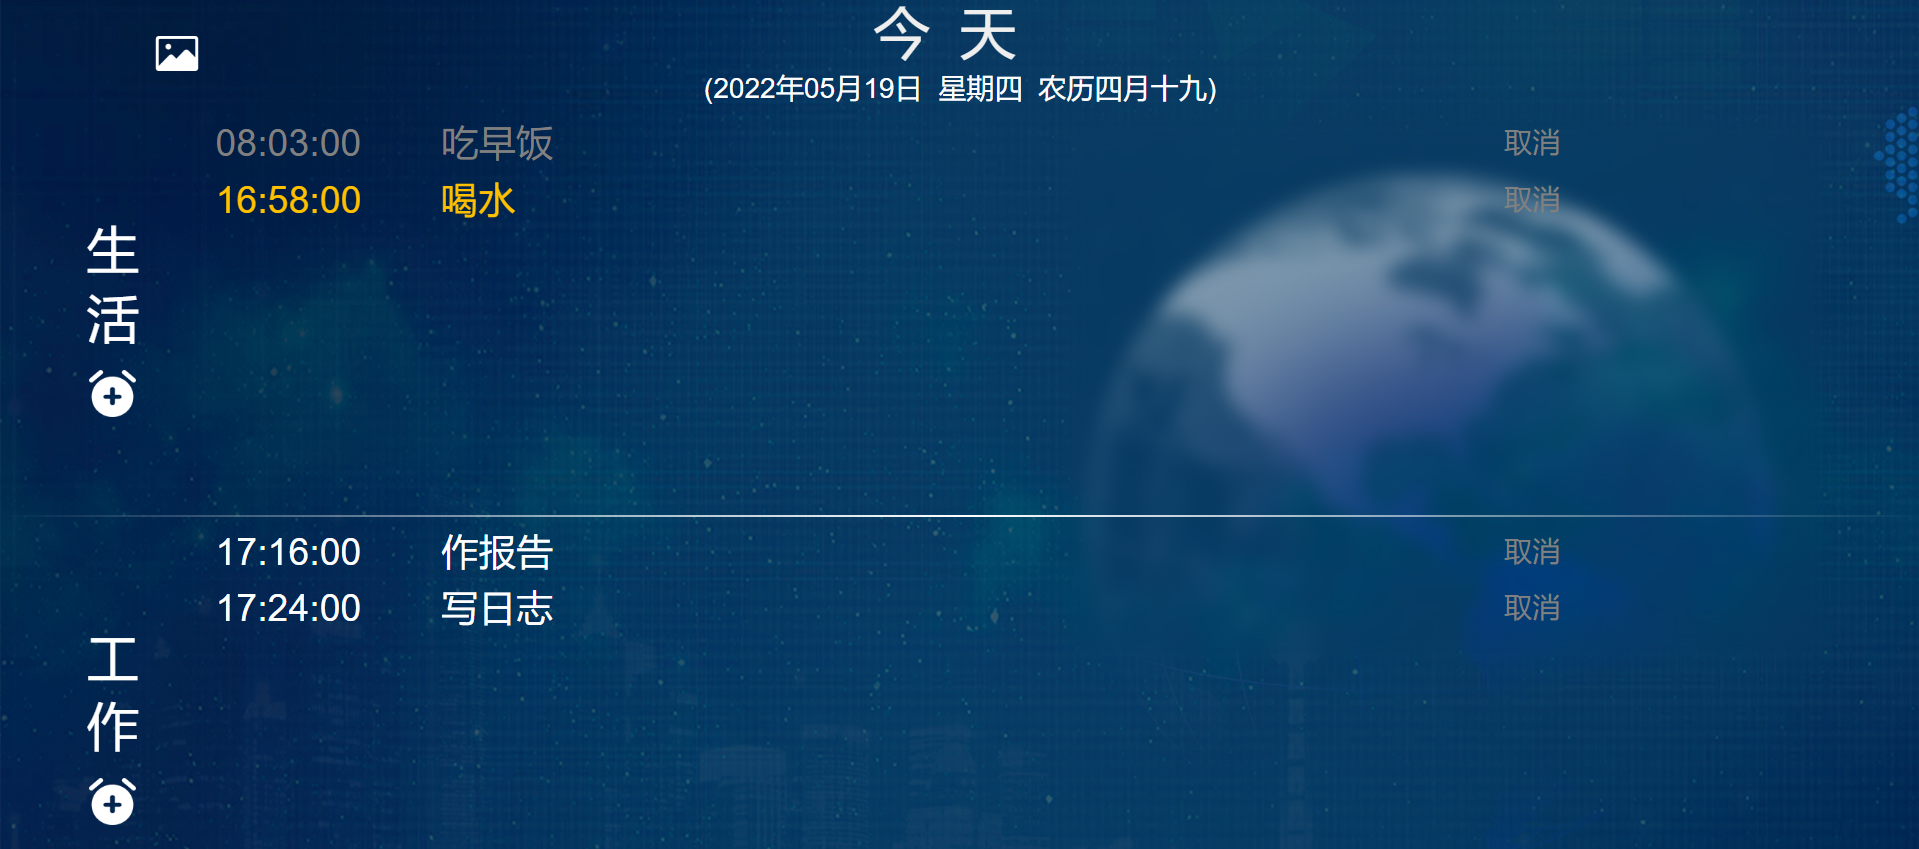 今天
(2022年05月19日 星期四 农历四月十九)
生活
08:03:00 吃早饭 取消
16:58:00 喝水 取消
工作
17:16:00 作报告 取消
17:24:00 写日志 取消